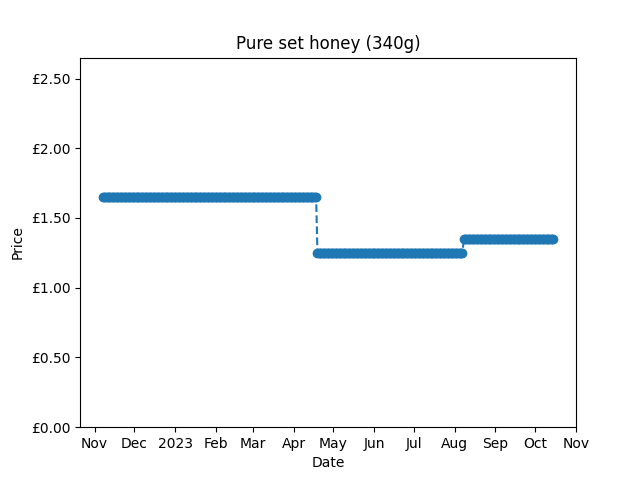 Pure set honey (340g)
£2.50
£2.00
£1.50
£1.00
£0.50
£0.00
Price
Nov Dec 2023 Feb Mar Apr May Jun Jul Aug Sep Oct Nov
Date